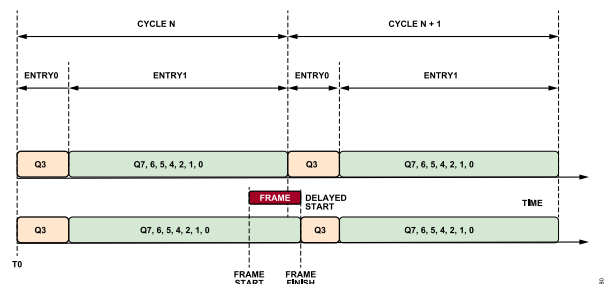 CYCLE N CYCLE N + 1
ENTRY0 ENTRY1 ENTRY0 ENTRY1
Q3 Q7, 6, 5, 4, 2, 1, 0 Q3 Q7, 6, 5, 4, 2, 1, 0
FRAME DELAYED START TIME
Q3 Q7, 6, 5, 4, 2, 1, 0 Q3 Q7, 6, 5, 4, 2, 1, 0
T0
FRAME START FRAME FINISH